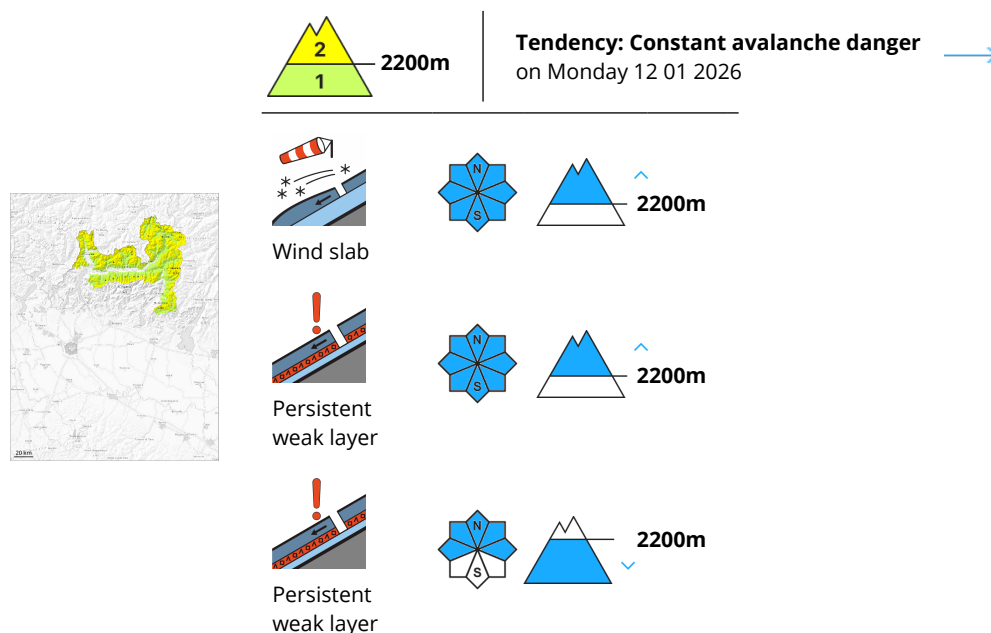 2
1
2200m
Tendency: Constant avalanche danger
on Monday 12 01 2026
N
S
2200m
Wind slab
N
S
2200m
Persistent
weak layer
N
S
2200m
Persistent
weak layer
20 km